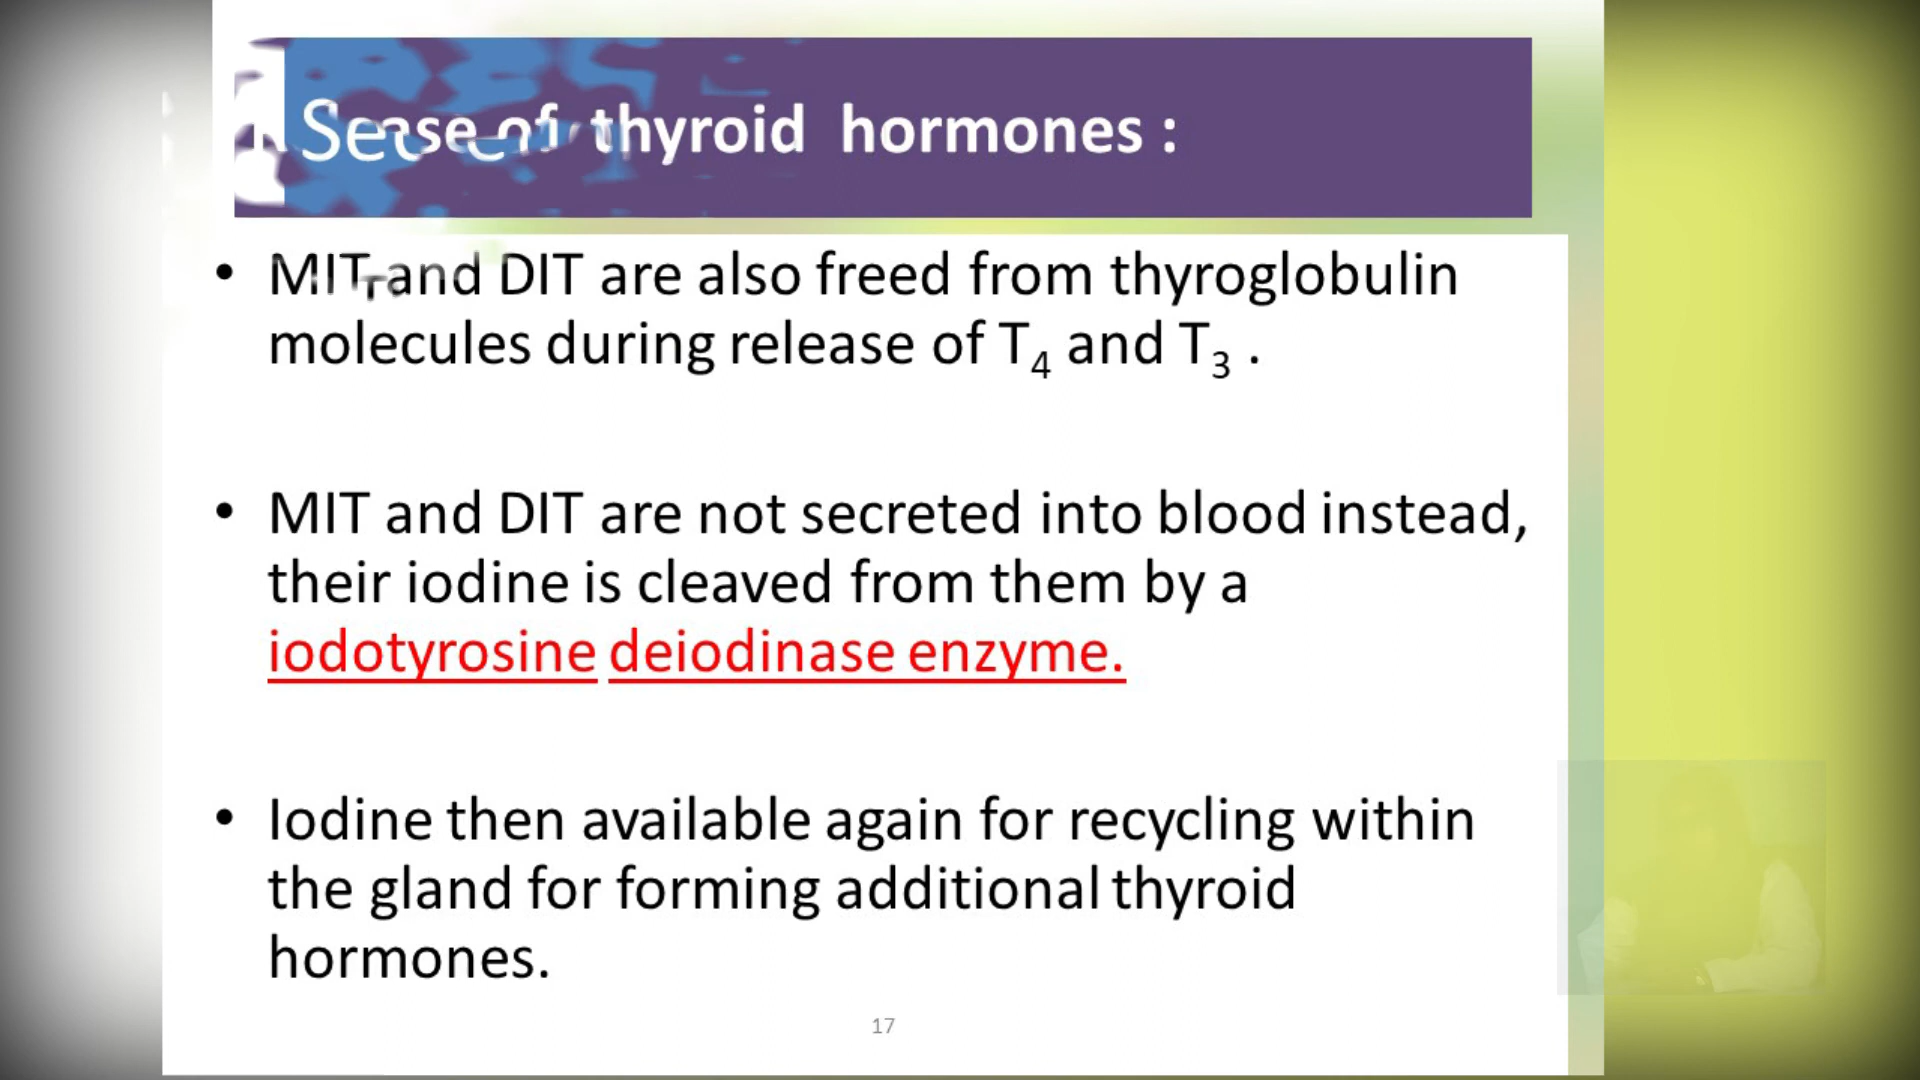 thyroid hormones :
• MIT and DIT are also freed from thyroglobulin
molecules during release of T₄ and T₃ .
• MIT and DIT are not secreted into blood instead,
their iodine is cleaved from them by a
iodotyrosine deiodinase enzyme.
• Iodine then available again for recycling within
the gland for forming additional thyroid
hormones.
17